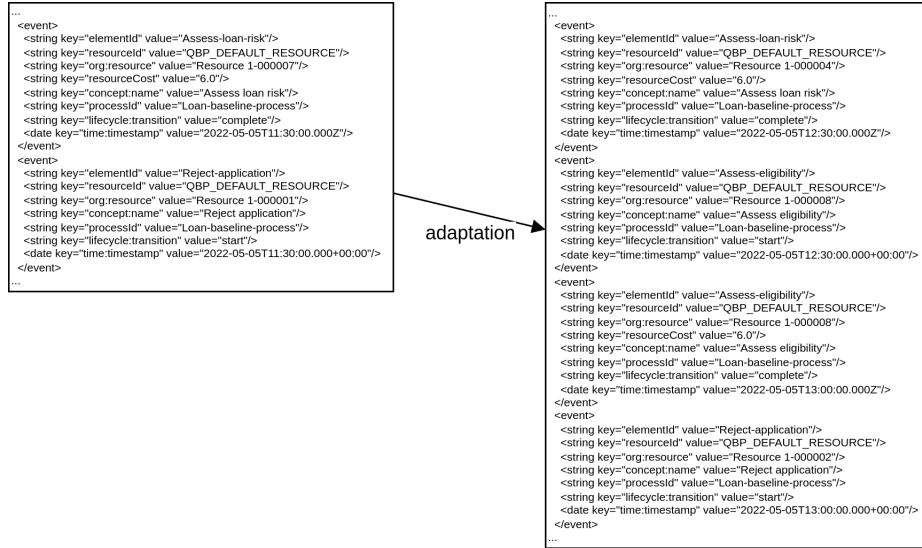 ...
<event>
<string key="elementId" value="Assess-loan-risk"/>
<string key="resourceId" value="QBP_DEFAULT_RESOURCE"/>
<string key="org:resource" value="Resource 1-000007"/>
<string key="resourceCost" value="6.0"/>
<string key="concept:name" value="Assess loan risk"/>
<string key="processId" value="Loan-baseline-process"/>
<string key="lifecycle:transition" value="complete"/>
<date key="time:timestamp" value="2022-05-05T11:30:00.000Z"/>
</event>
<event>
<string key="elementId" value="Reject-application"/>
<string key="resourceId" value="QBP_DEFAULT_RESOURCE"/>
<string key="org:resource" value="Resource 1-000001"/>
<string key="concept:name" value="Reject application"/>
<string key="processId" value="Loan-baseline-process"/>
<string key="lifecycle:transition" value="start"/>
<date key="time:timestamp" value="2022-05-05T11:30:00.000+00:00"/>
</event>
...
adaptation
...
<event>
<string key="elementId" value="Assess-loan-risk"/>
<string key="resourceId" value="QBP_DEFAULT_RESOURCE"/>
<string key="org:resource" value="Resource 1-000004"/>
<string key="resourceCost" value="6.0"/>
<string key="concept:name" value="Assess loan risk"/>
<string key="processId" value="Loan-baseline-process"/>
<string key="lifecycle:transition" value="complete"/>
<date key="time:timestamp" value="2022-05-05T12:30:00.000Z"/>
</event>
<event>
<string key="elementId" value="Assess-eligibility"/>
<string key="resourceId" value="QBP_DEFAULT_RESOURCE"/>
<string key="org:resource" value="Resource 1-000008"/>
<string key="concept:name" value="Assess eligibility"/>
<string key="processId" value="Loan-baseline-process"/>
<string key="lifecycle:transition" value="start"/>
<date key="time:timestamp" value="2022-05-05T12:30:00.000+00:00"/>
</event>
<event>
<string key="elementId" value="Assess-eligibility"/>
<string key="resourceId" value="QBP_DEFAULT_RESOURCE"/>
<string key="org:resource" value="Resource 1-000008"/>
<string key="resourceCost" value="6.0"/>
<string key="concept:name" value="Assess eligibility"/>
<string key="processId" value="Loan-baseline-process"/>
<string key="lifecycle:transition" value="complete"/>
<date key="time:timestamp" value="2022-05-05T13:00:00.000Z"/>
</event>
<event>
<string key="elementId" value="Reject-application"/>
<string key="resourceId" value="QBP_DEFAULT_RESOURCE"/>
<string key="org:resource" value="Resource 1-000002"/>
<string key="concept:name" value="Reject application"/>
<string key="processId" value="Loan-baseline-process"/>
<string key="lifecycle:transition" value="start"/>
<date key="time:timestamp" value="2022-05-05T13:00:00.000+00:00"/>
</event>
...